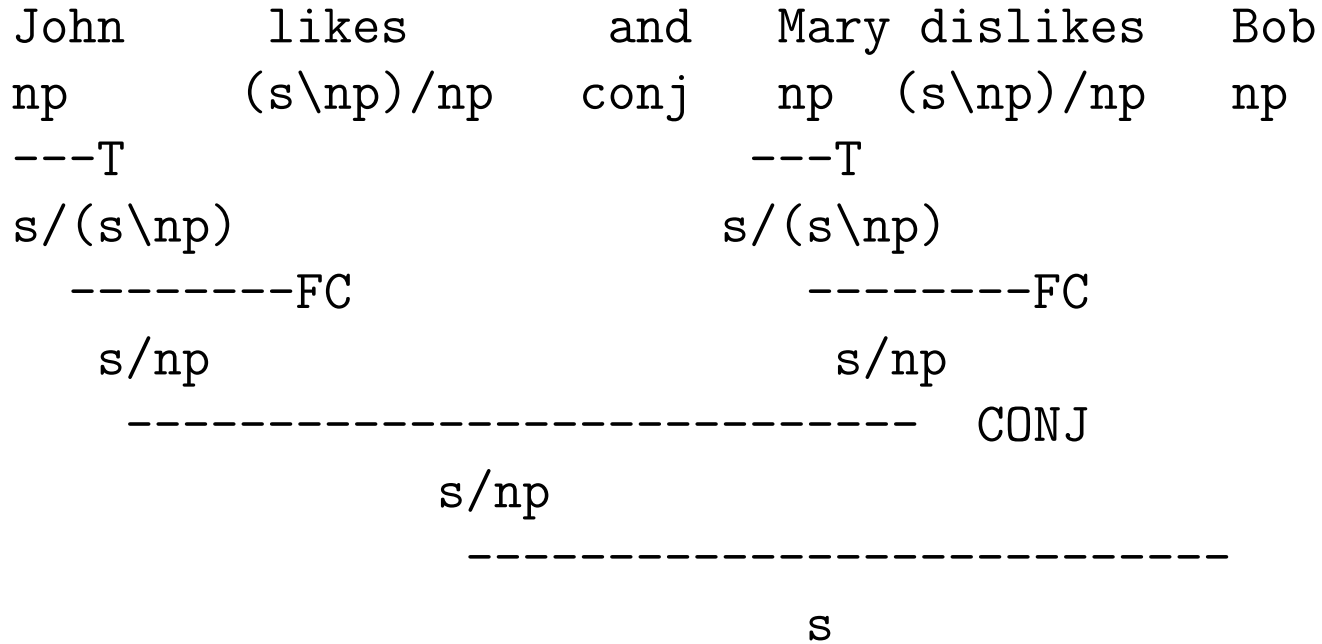 John     likes       and   Mary dislikes   Bob
np      (s\np)/np   conj   np  (s\np)/np   np
---T                      ---T
s/(s\np)                 s/(s\np)
  --------FC                --------FC
   s/np                      s/np
    ----------------------------  CONJ
               s/np
                ---------------------------
                            s